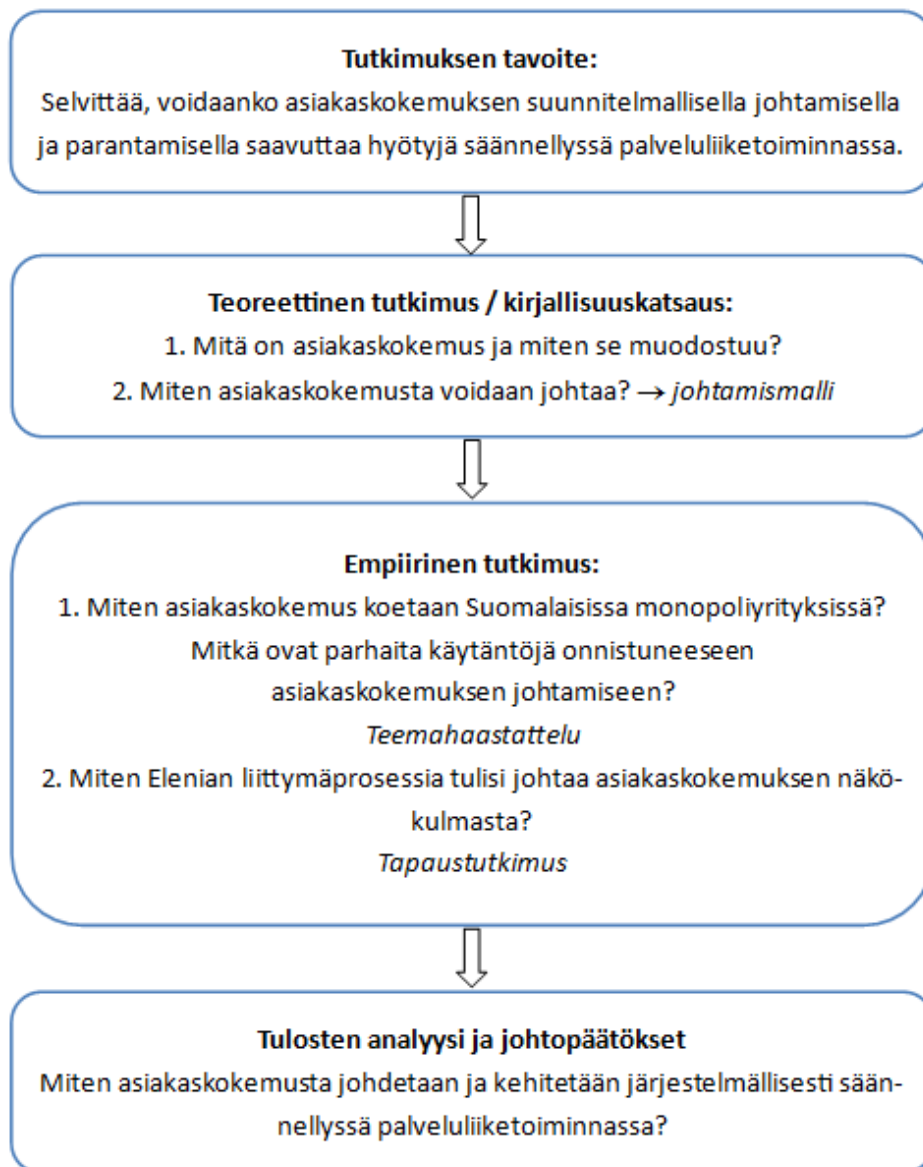 Tutkimuksen tavoite:
Selvittää, voidaanko asiakaskokemuksen suunnitelmallisella johtamisella
ja parantamisella saavuttaa hyötyjä säännellyssä palveluliiketoiminnassa.
Teoreettinen tutkimus / kirjallisuuskatsaus:
1. Mitä on asiakaskokemus ja miten se muodostuu?
2. Miten asiakaskokemusta voidaan johtaa? → johtamismalli
Empiirinen tutkimus:
1. Miten asiakaskokemus koetaan Suomalaisissa monopoliyrityksissä?
Mitkä ovat parhaita käytäntöjä onnistuneeseen
asiakaskokemuksen johtamiseen?
Teemahaastattelu
2. Miten Elenian liittymäprosessia tulisi johtaa asiakaskokemuksen näkö-
kulmasta?
Tapaustutkimus
Tulosten analyysi ja johtopäätökset
Miten asiakaskokemusta johdetaan ja kehitetään järjestelmällisesti sään-
nellyssä palveluliiketoiminnassa?